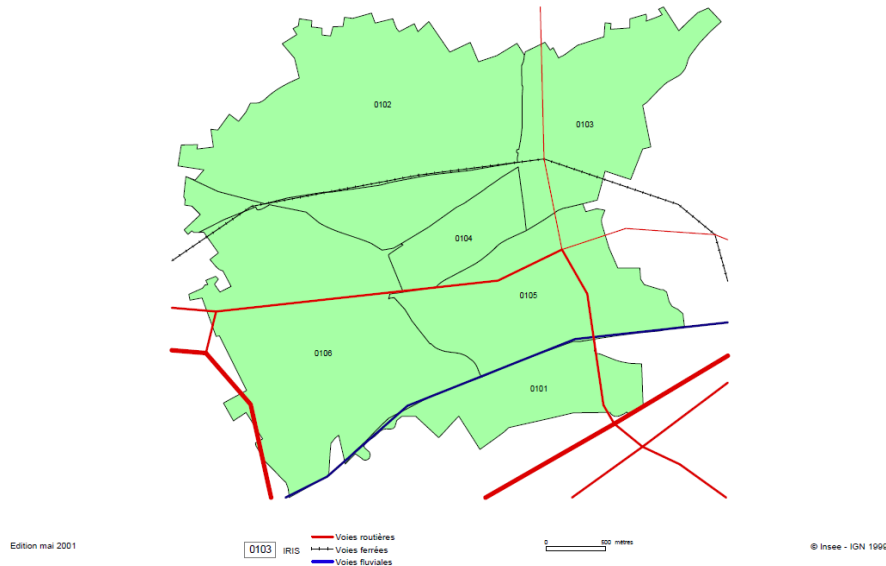 0102
0103
0104
0105
0106
0101
Edition mai 2001
0103 IRIS
Voies routières
Voies ferrées
Voies fluviales
0 500 mètres
© Insee - IGN 1999